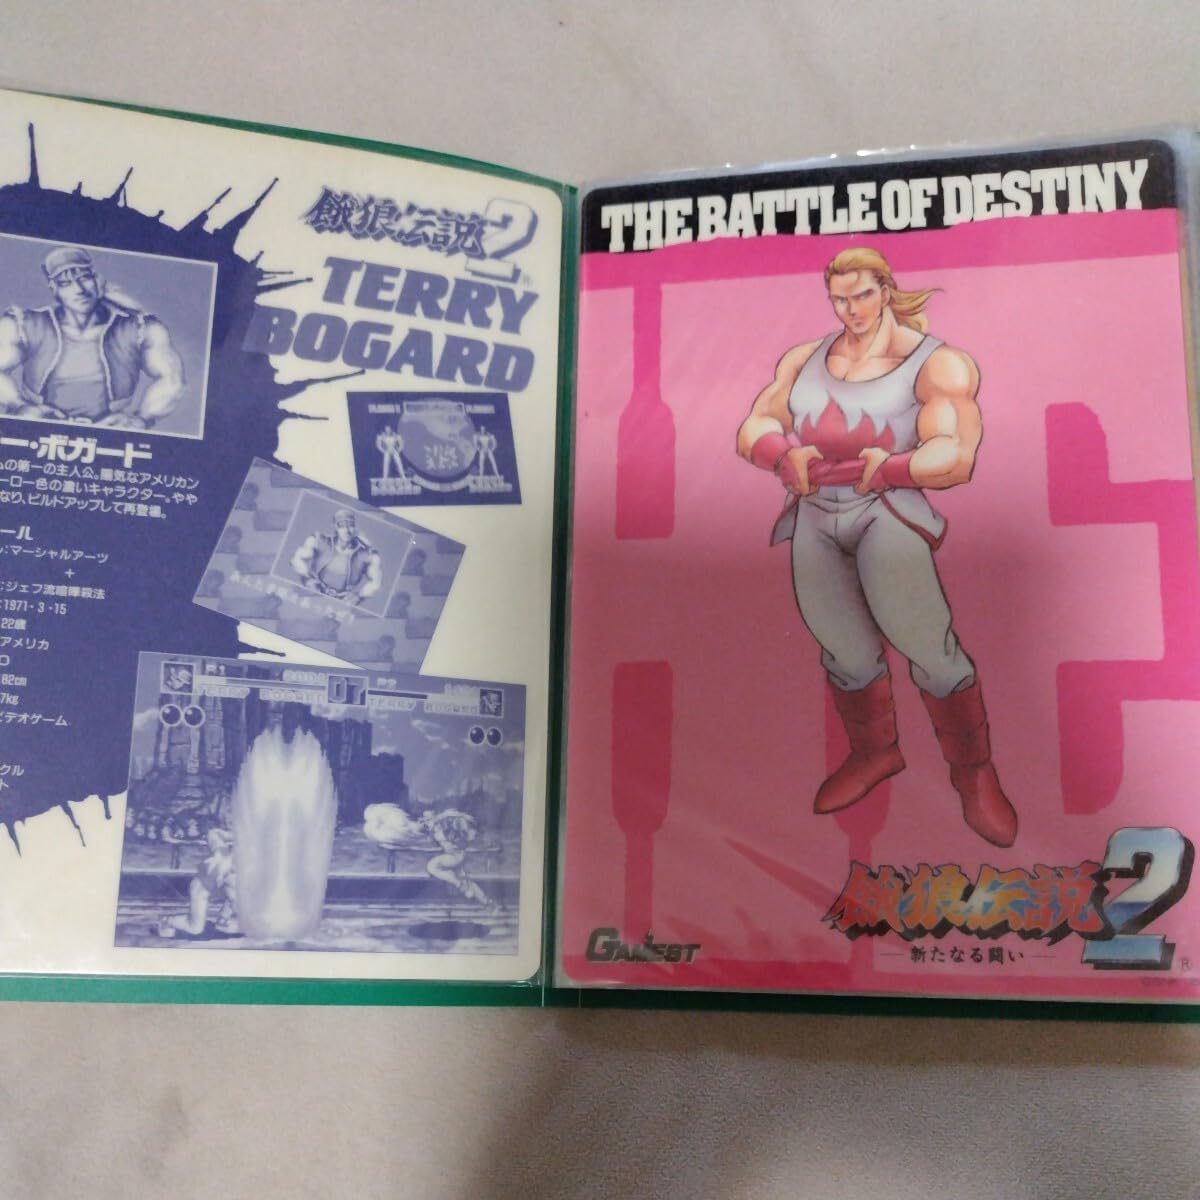 餓狼伝説2
TERRY
BOGARD
ー・ボガード
ムの第一の主人公。陽気なアメリカン
ーロー色の濃いキャラクター。やや
なり、ビルドアップして再登場。
ール
:マーシャルアーツ
+
:ジェフ流喧嘩殺法
:1971・3・15
22歳
アメリカ
82cm
7kg
ビデオゲーム
クル
ト
P1
P2
TERRY BOGARD
TERRY BOGARD
THE BATTLE OF DESTINY
餓狼伝説2
―新たなる闘い―
GAMEST